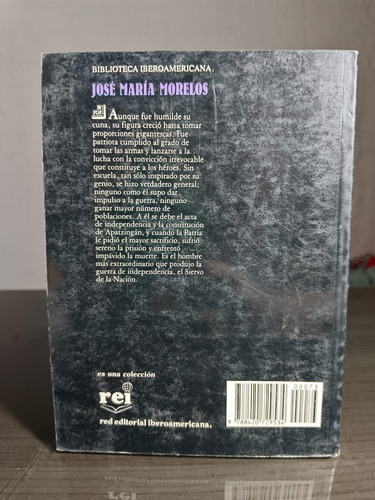 BIBLIOTECA IBEROAMERICANA.
JOSÉ MARÍA MORELOS
Aunque fue humilde su
cuna, su figura creció hasta tomar
proporciones gigantescas. Fue
patriota cumplido al grado de
tomar las armas y lanzarse a la
lucha con la convicción irrevocable
que constituye a los héroes. Sin
escuela, tan sólo inspirado por su
genio, se hizo verdadero general;
ninguno como él supo dar
impulso a la guerra, ninguno
ganar mayor número de
poblaciones. A él se debe el acta
de independencia y la constitución
de Apatzingán, y cuando la Patria
le pidió el mayor sacrificio, sufrió
sereno la prisión y enfrentó
impávido la muerte. Es el hombre
más extraordinario que produjo la
guerra de independencia, el Siervo
de la Nación.
es una colección
rei
red editorial iberoamericana.
00073
9 788420 729534